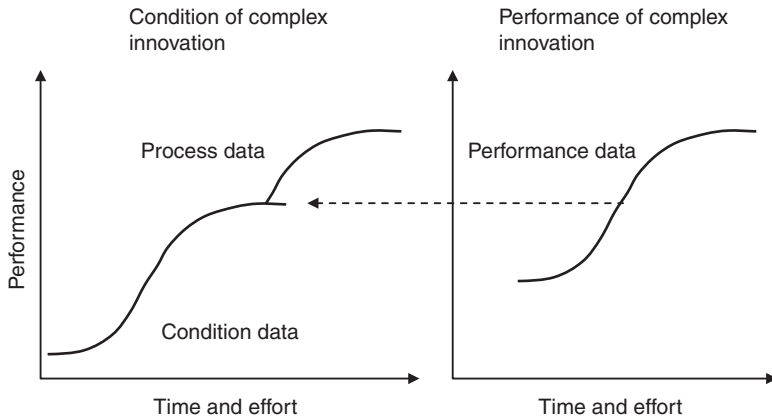 Condition of complex
innovation
Performance of complex
innovation
Process data
Performance data
Performance
Condition data
Time and effort
Time and effort